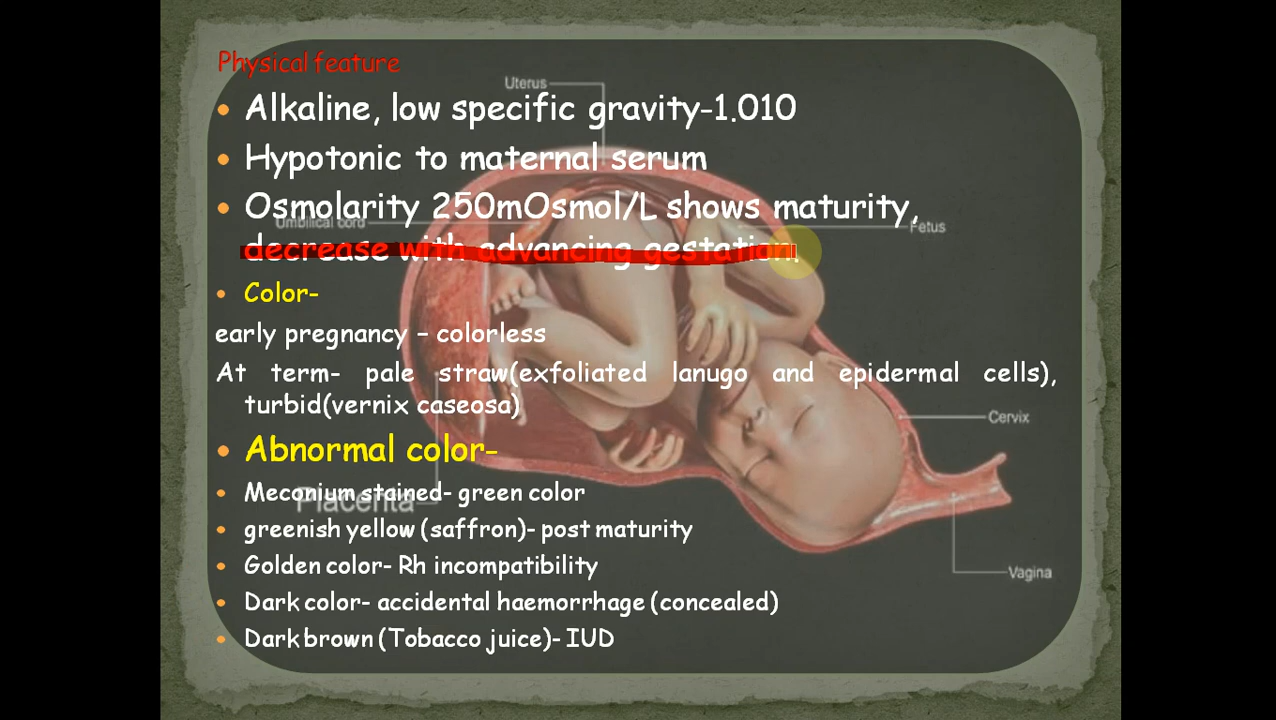 Physical feature
Uterus
• Alkaline, low specific gravity-1.010
• Hypotonic to maternal serum
• Osmolarity 250mOsmol/L shows maturity,
Umbilical cord
Fetus
decrease with advancing gestation.
• Color-
early pregnancy – colorless
At term- pale straw(exfoliated lanugo and epidermal cells),
turbid(vernix caseosa)
Cervix
• Abnormal color-
• Meconium stained- green color
Placenta
• greenish yellow (saffron)- post maturity
• Golden color- Rh incompatibility
Vagina
• Dark color- accidental haemorrhage (concealed)
• Dark brown (Tobacco juice)- IUD